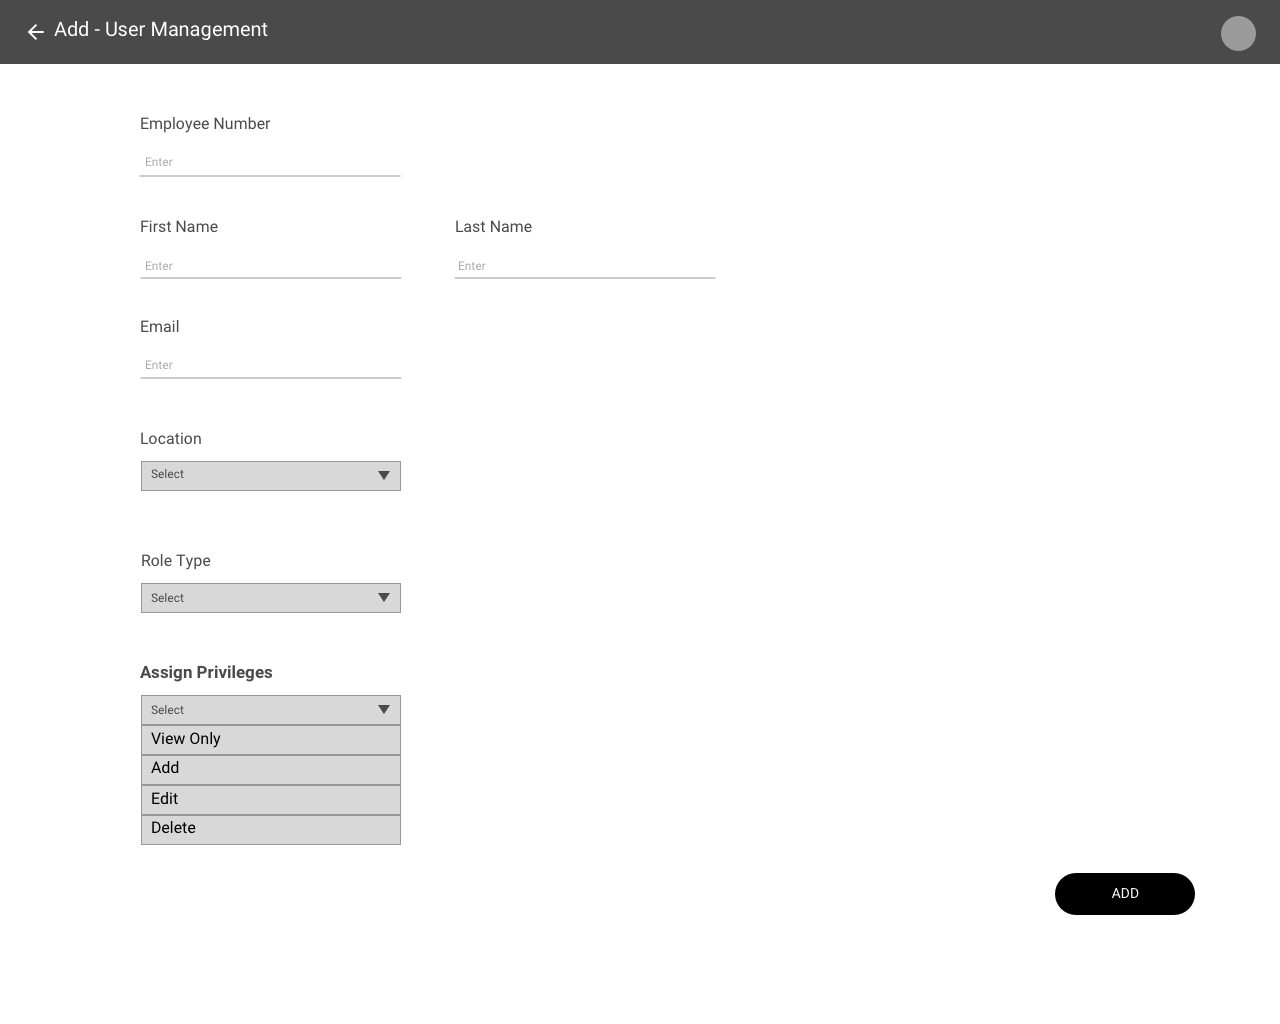 Add - User Management
Employee Number
Enter
First Name
Last Name
Enter
Enter
Email
Enter
Location
Select
Role Type
Select
Assign Privileges
Select
View Only
Add
Edit
Delete
ADD